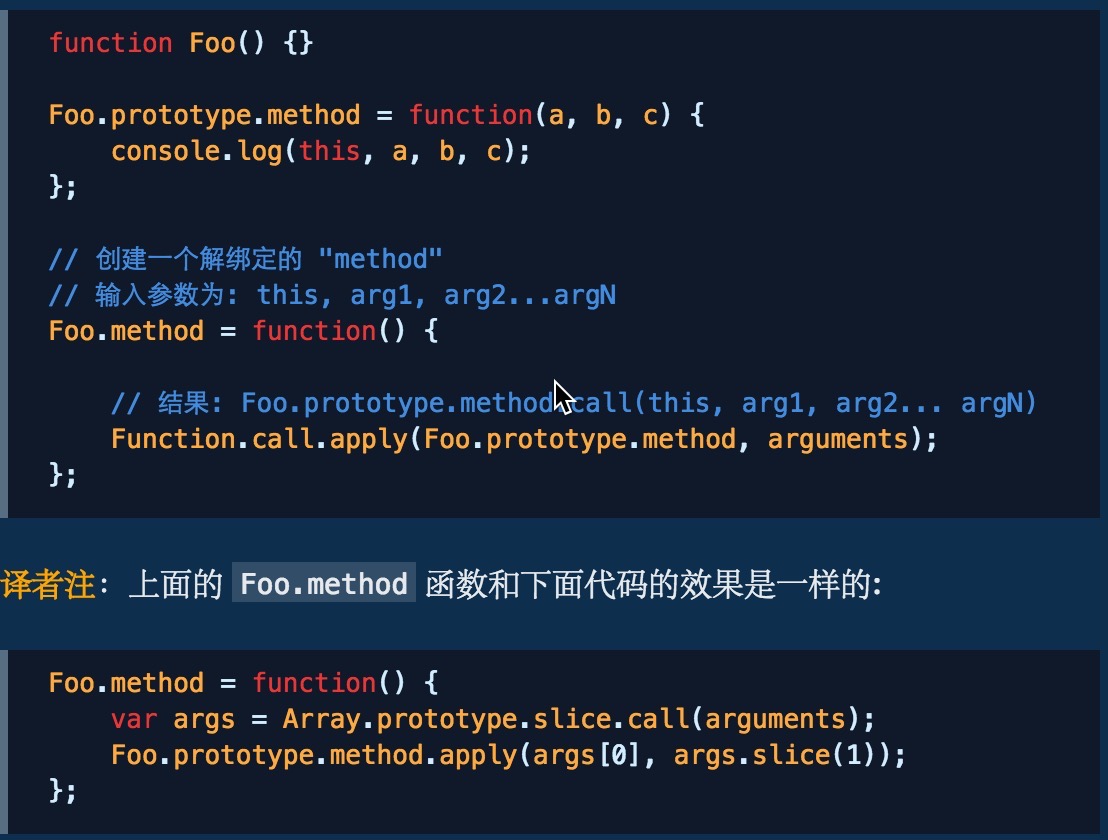 function Foo() {}
Foo.prototype.method = function(a, b, c) {
    console.log(this, a, b, c);
};
// 创建一个解绑定的 "method"
// 输入参数为: this, arg1, arg2...argN
Foo.method = function() {
    // 结果: Foo.prototype.method.call(this, arg1, arg2... argN)
    Function.call.apply(Foo.prototype.method, arguments);
};
译者注：上面的 Foo.method 函数和下面代码的效果是一样的:
Foo.method = function() {
    var args = Array.prototype.slice.call(arguments);
    Foo.prototype.method.apply(args[0], args.slice(1));
};